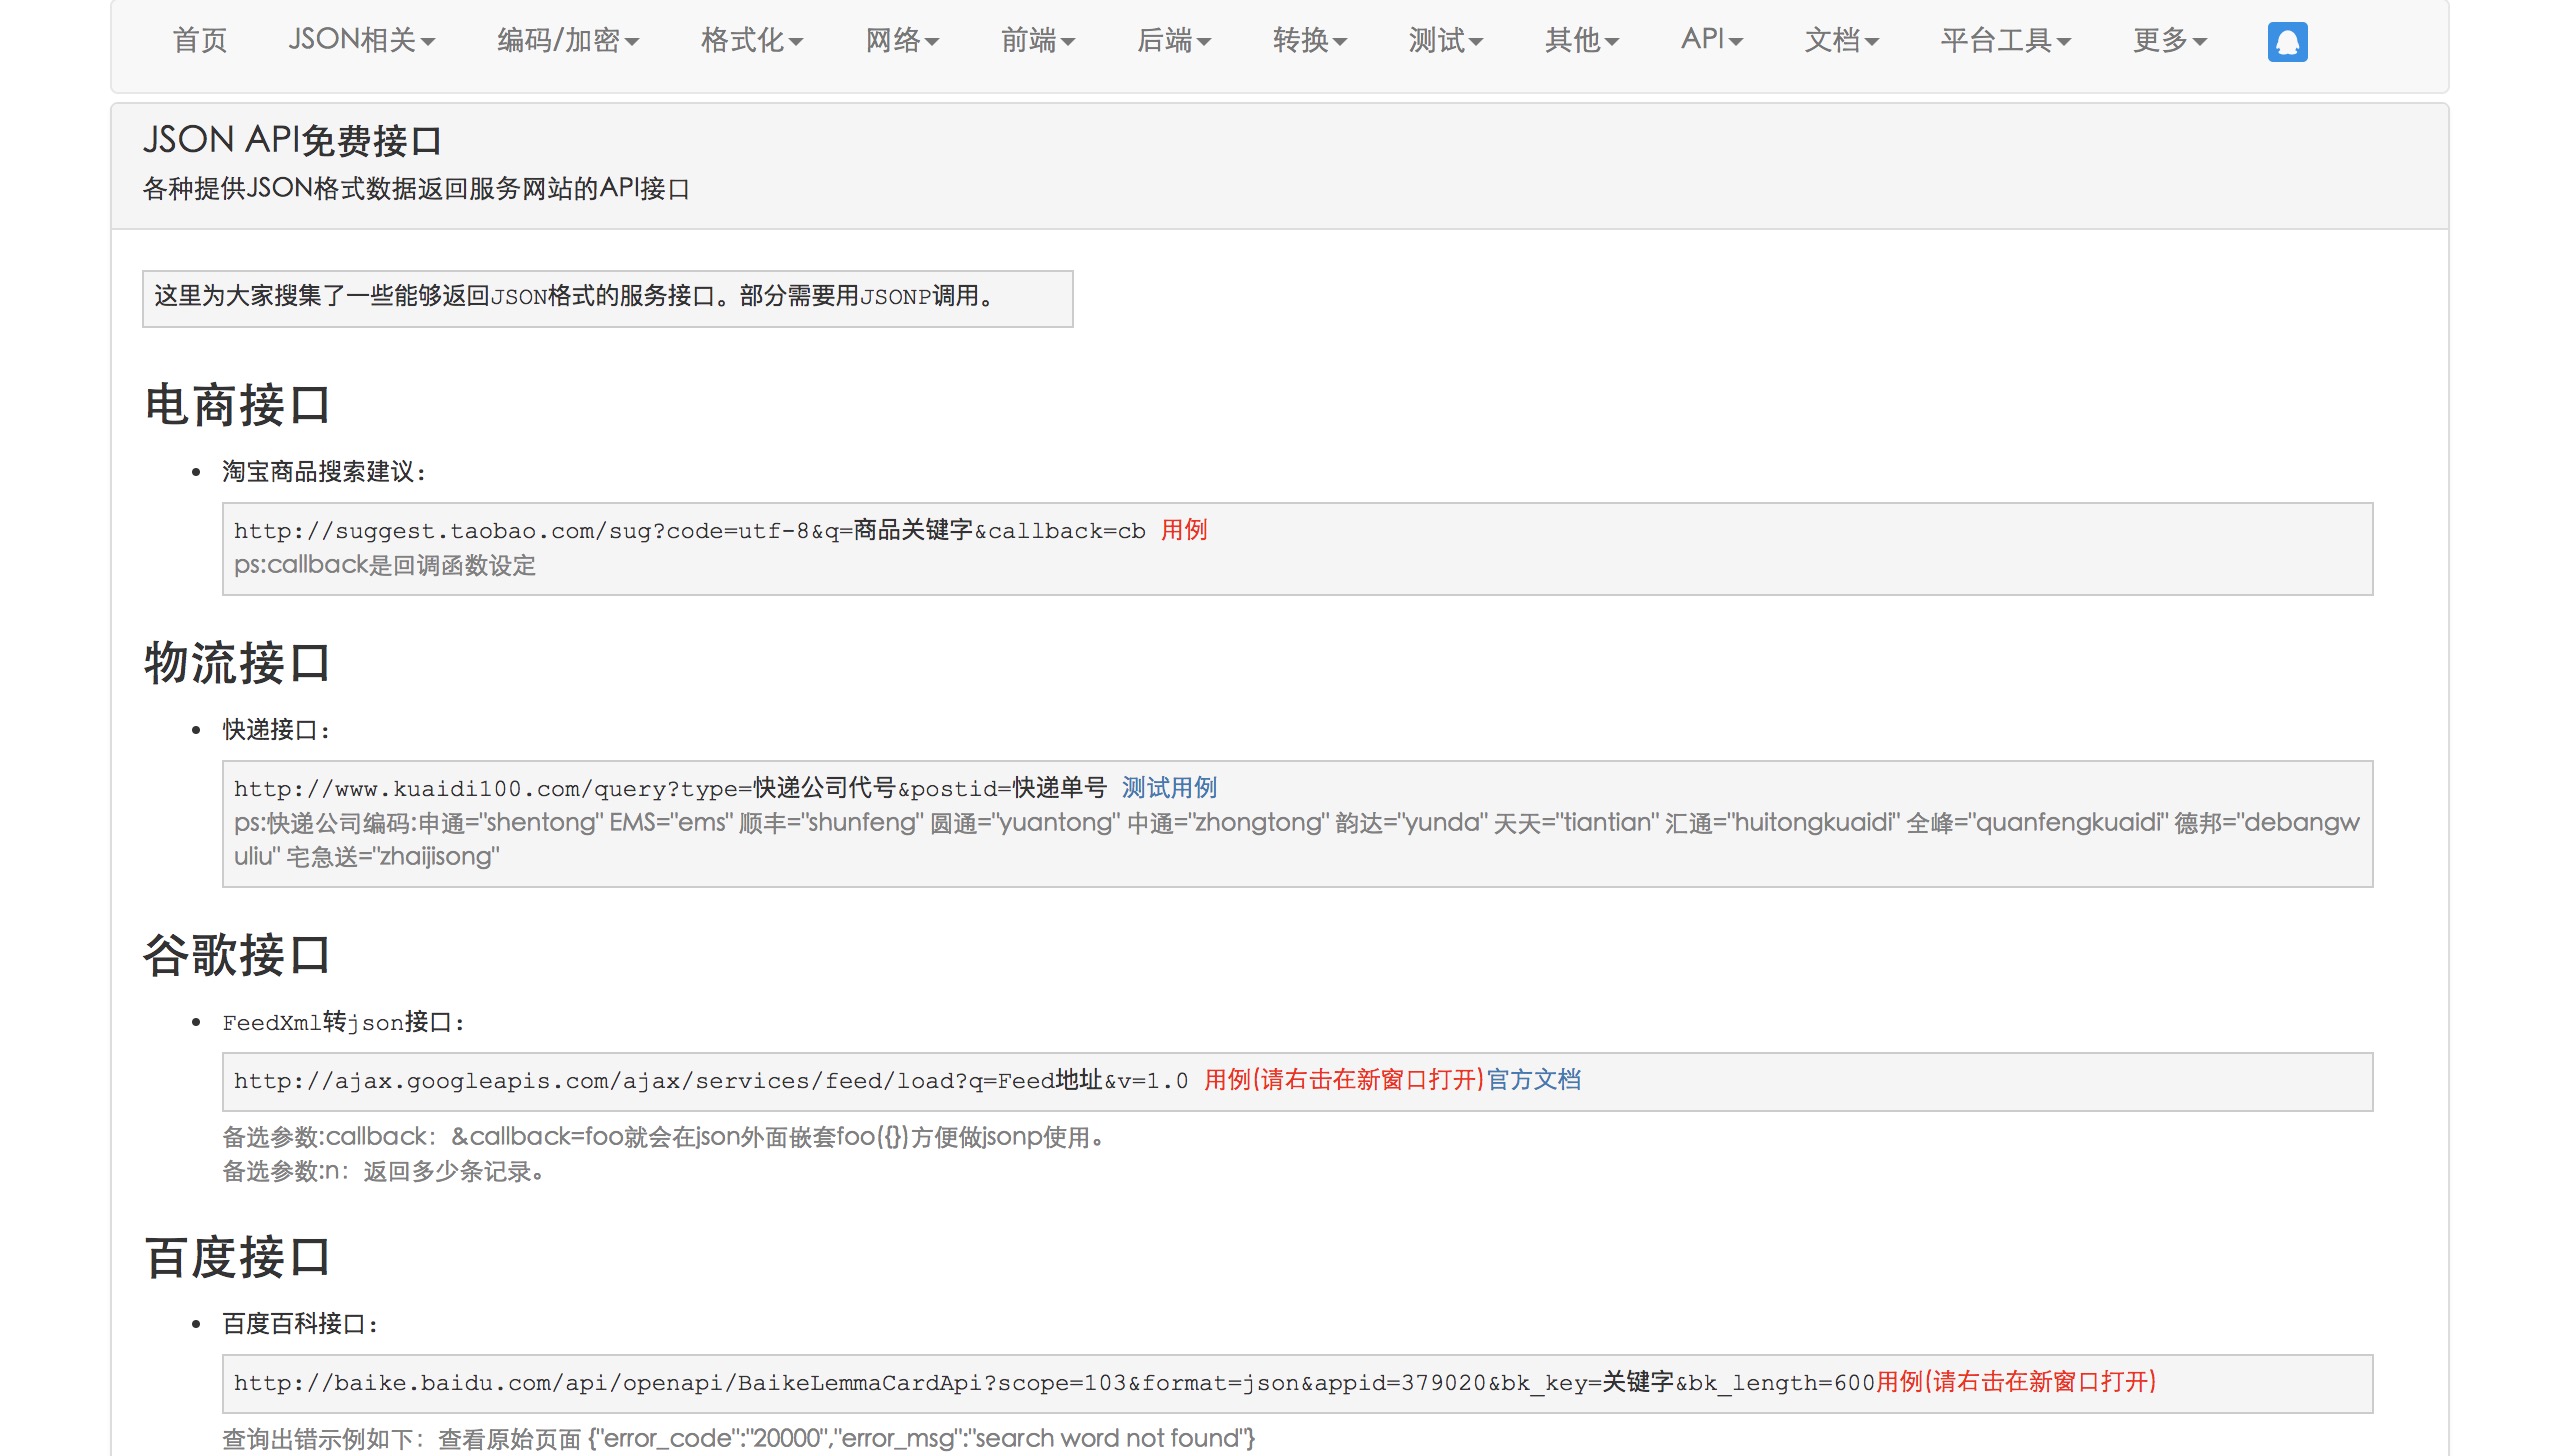 首页 JSON相关 编码/加密 格式化 网络 前端 后端 转换 测试 其他 API 文档 平台工具 更多
JSON API免费接口
各种提供JSON格式数据返回服务网站的API接口
这里为大家搜集了一些能够返回JSON格式的服务接口。部分需要用JSONP调用。
电商接口
淘宝商品搜索建议：
http://suggest.taobao.com/sug?code=utf-8&q=商品关键字&callback=cb 用例
ps:callback是回调函数设定
物流接口
快递接口：
http://www.kuaidi100.com/query?type=快递公司代号&postid=快递单号 测试用例
ps:快递公司编码:申通="shentong" EMS="ems" 顺丰="shunfeng" 圆通="yuantong" 中通="zhongtong" 韵达="yunda" 天天="tiantian" 汇通="huitongkuaidi" 全峰="quanfengkuaidi" 德邦="debangw
uliu" 宅急送="zhaijisong"
谷歌接口
FeedXml转json接口：
http://ajax.googleapis.com/ajax/services/feed/load?q=Feed地址&v=1.0 用例(请右击在新窗口打开)官方文档
备选参数:callback：&callback=foo就会在json外面嵌套foo({})方便做jsonp使用。
备选参数:n：返回多少条记录。
百度接口
百度百科接口：
http://baike.baidu.com/api/openapi/BaikeLemmaCardApi?scope=103&format=json&appid=379020&bk_key=关键字&bk_length=600用例(请右击在新窗口打开)
查询出错示例如下：查看原始页面 {"error_code":"20000","error_msg":"search word not found"}